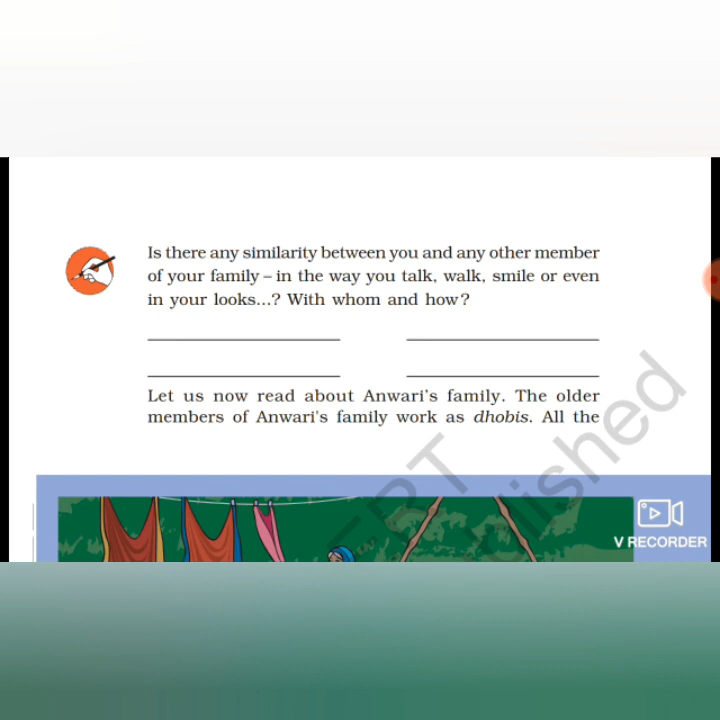 Is there any similarity between you and any other member
of your family – in the way you talk, walk, smile or even
in your looks...? With whom and how?
Let us now read about Anwari's family. The older
members of Anwari's family work as dhobis. All the
ERT
blished
V RECORDER